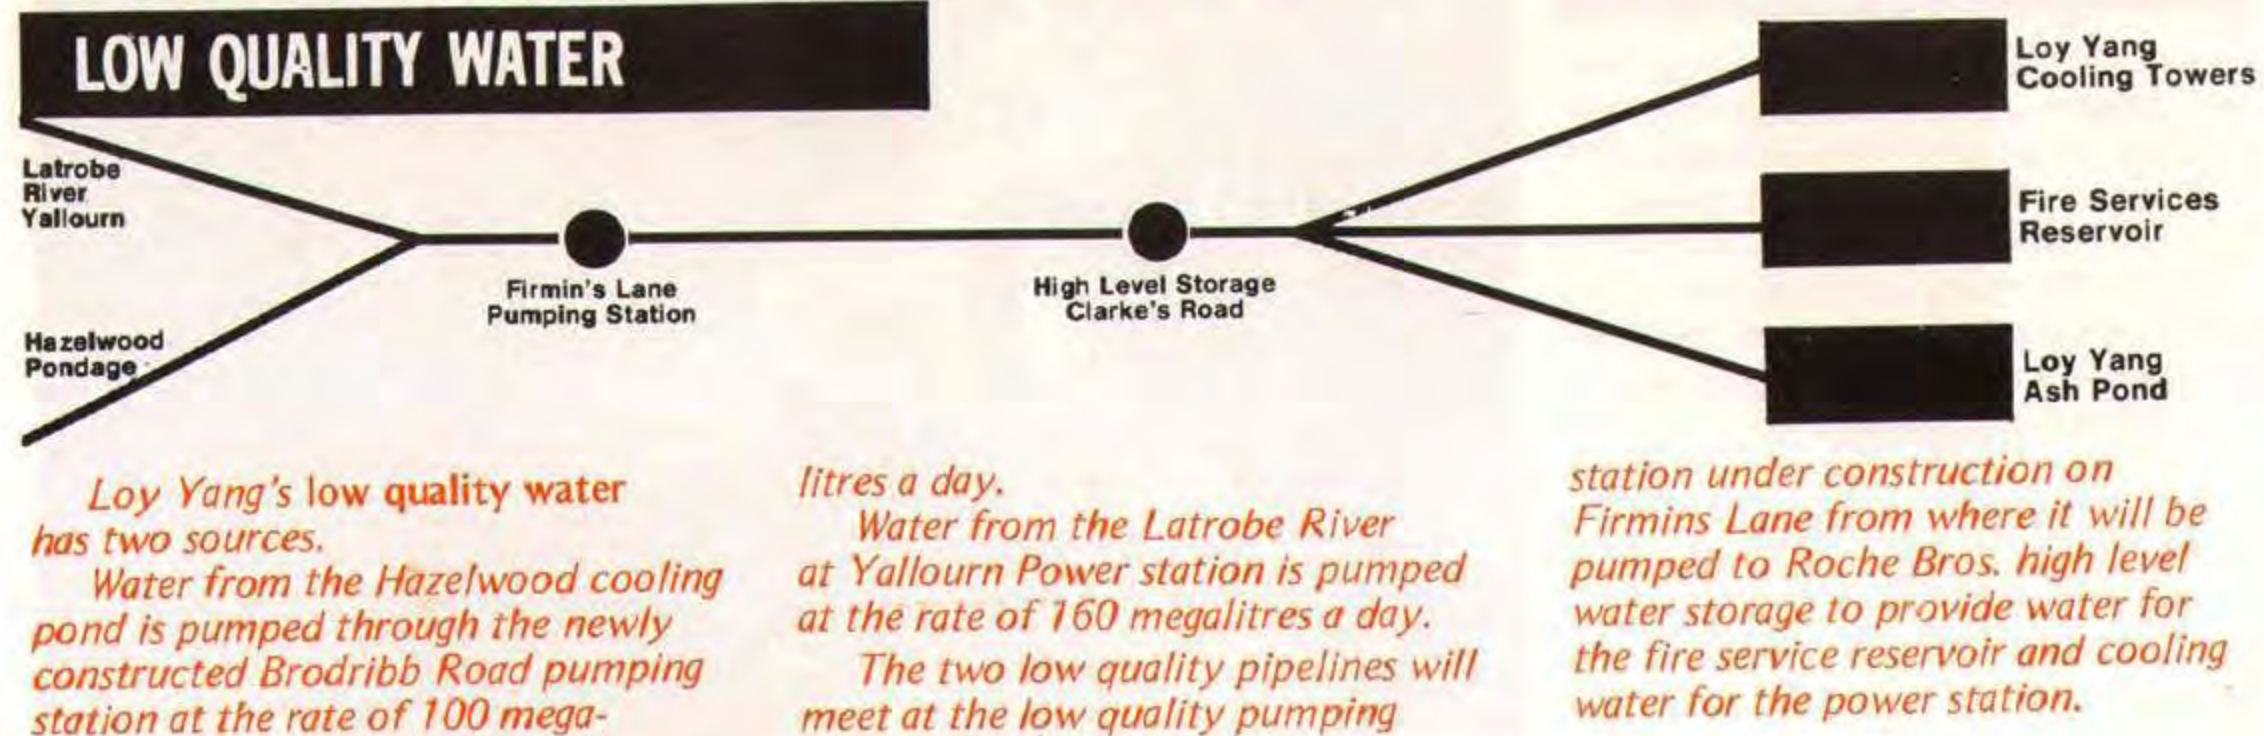 LOW QUALITY WATER
Latrobe
River
Yallourn
Hazelwood
Pondage
Firmin's Lane
Pumping Station
High Level Storage
Clarke's Road
Loy Yang
Cooling Towers
Fire Services
Reservoir
Loy Yang
Ash Pond
Loy Yang's low quality water
has two sources.
Water from the Hazelwood cooling
pond is pumped through the newly
constructed Brodribb Road pumping
station at the rate of 100 mega-
litres a day.
Water from the Latrobe River
at Yallourn Power station is pumped
at the rate of 160 megalitres a day.
The two low quality pipelines will
meet at the low quality pumping
station under construction on
Firmins Lane from where it will be
pumped to Roche Bros. high level
water storage to provide water for
the fire service reservoir and cooling
water for the power station.